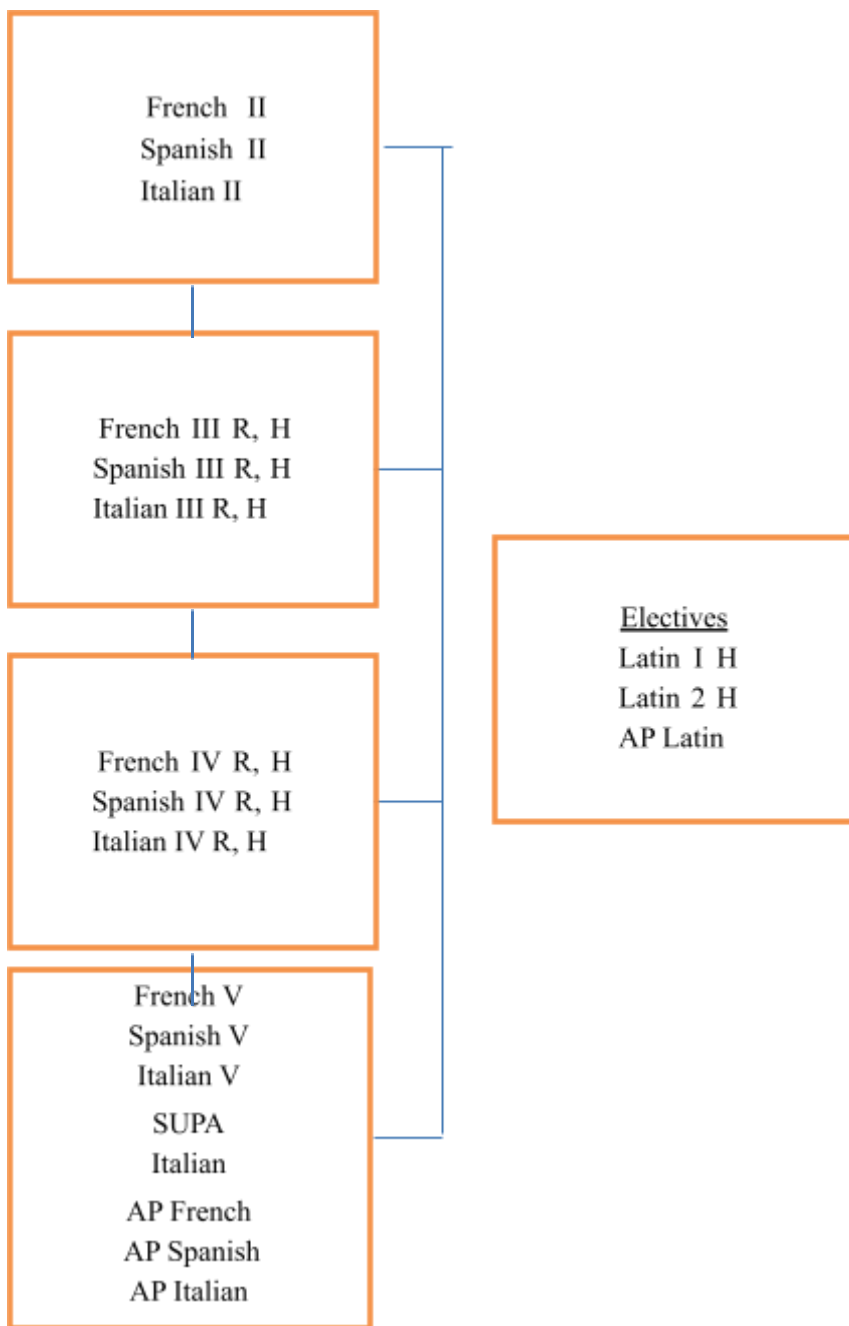 French II
Spanish II
Italian II
French III R, H
Spanish III R, H
Italian III R, H
French IV R, H
Spanish IV R, H
Italian IV R, H
French V
Spanish V
Italian V
SUPA
Italian
AP French
AP Spanish
AP Italian
Electives
Latin I H
Latin 2 H
AP Latin